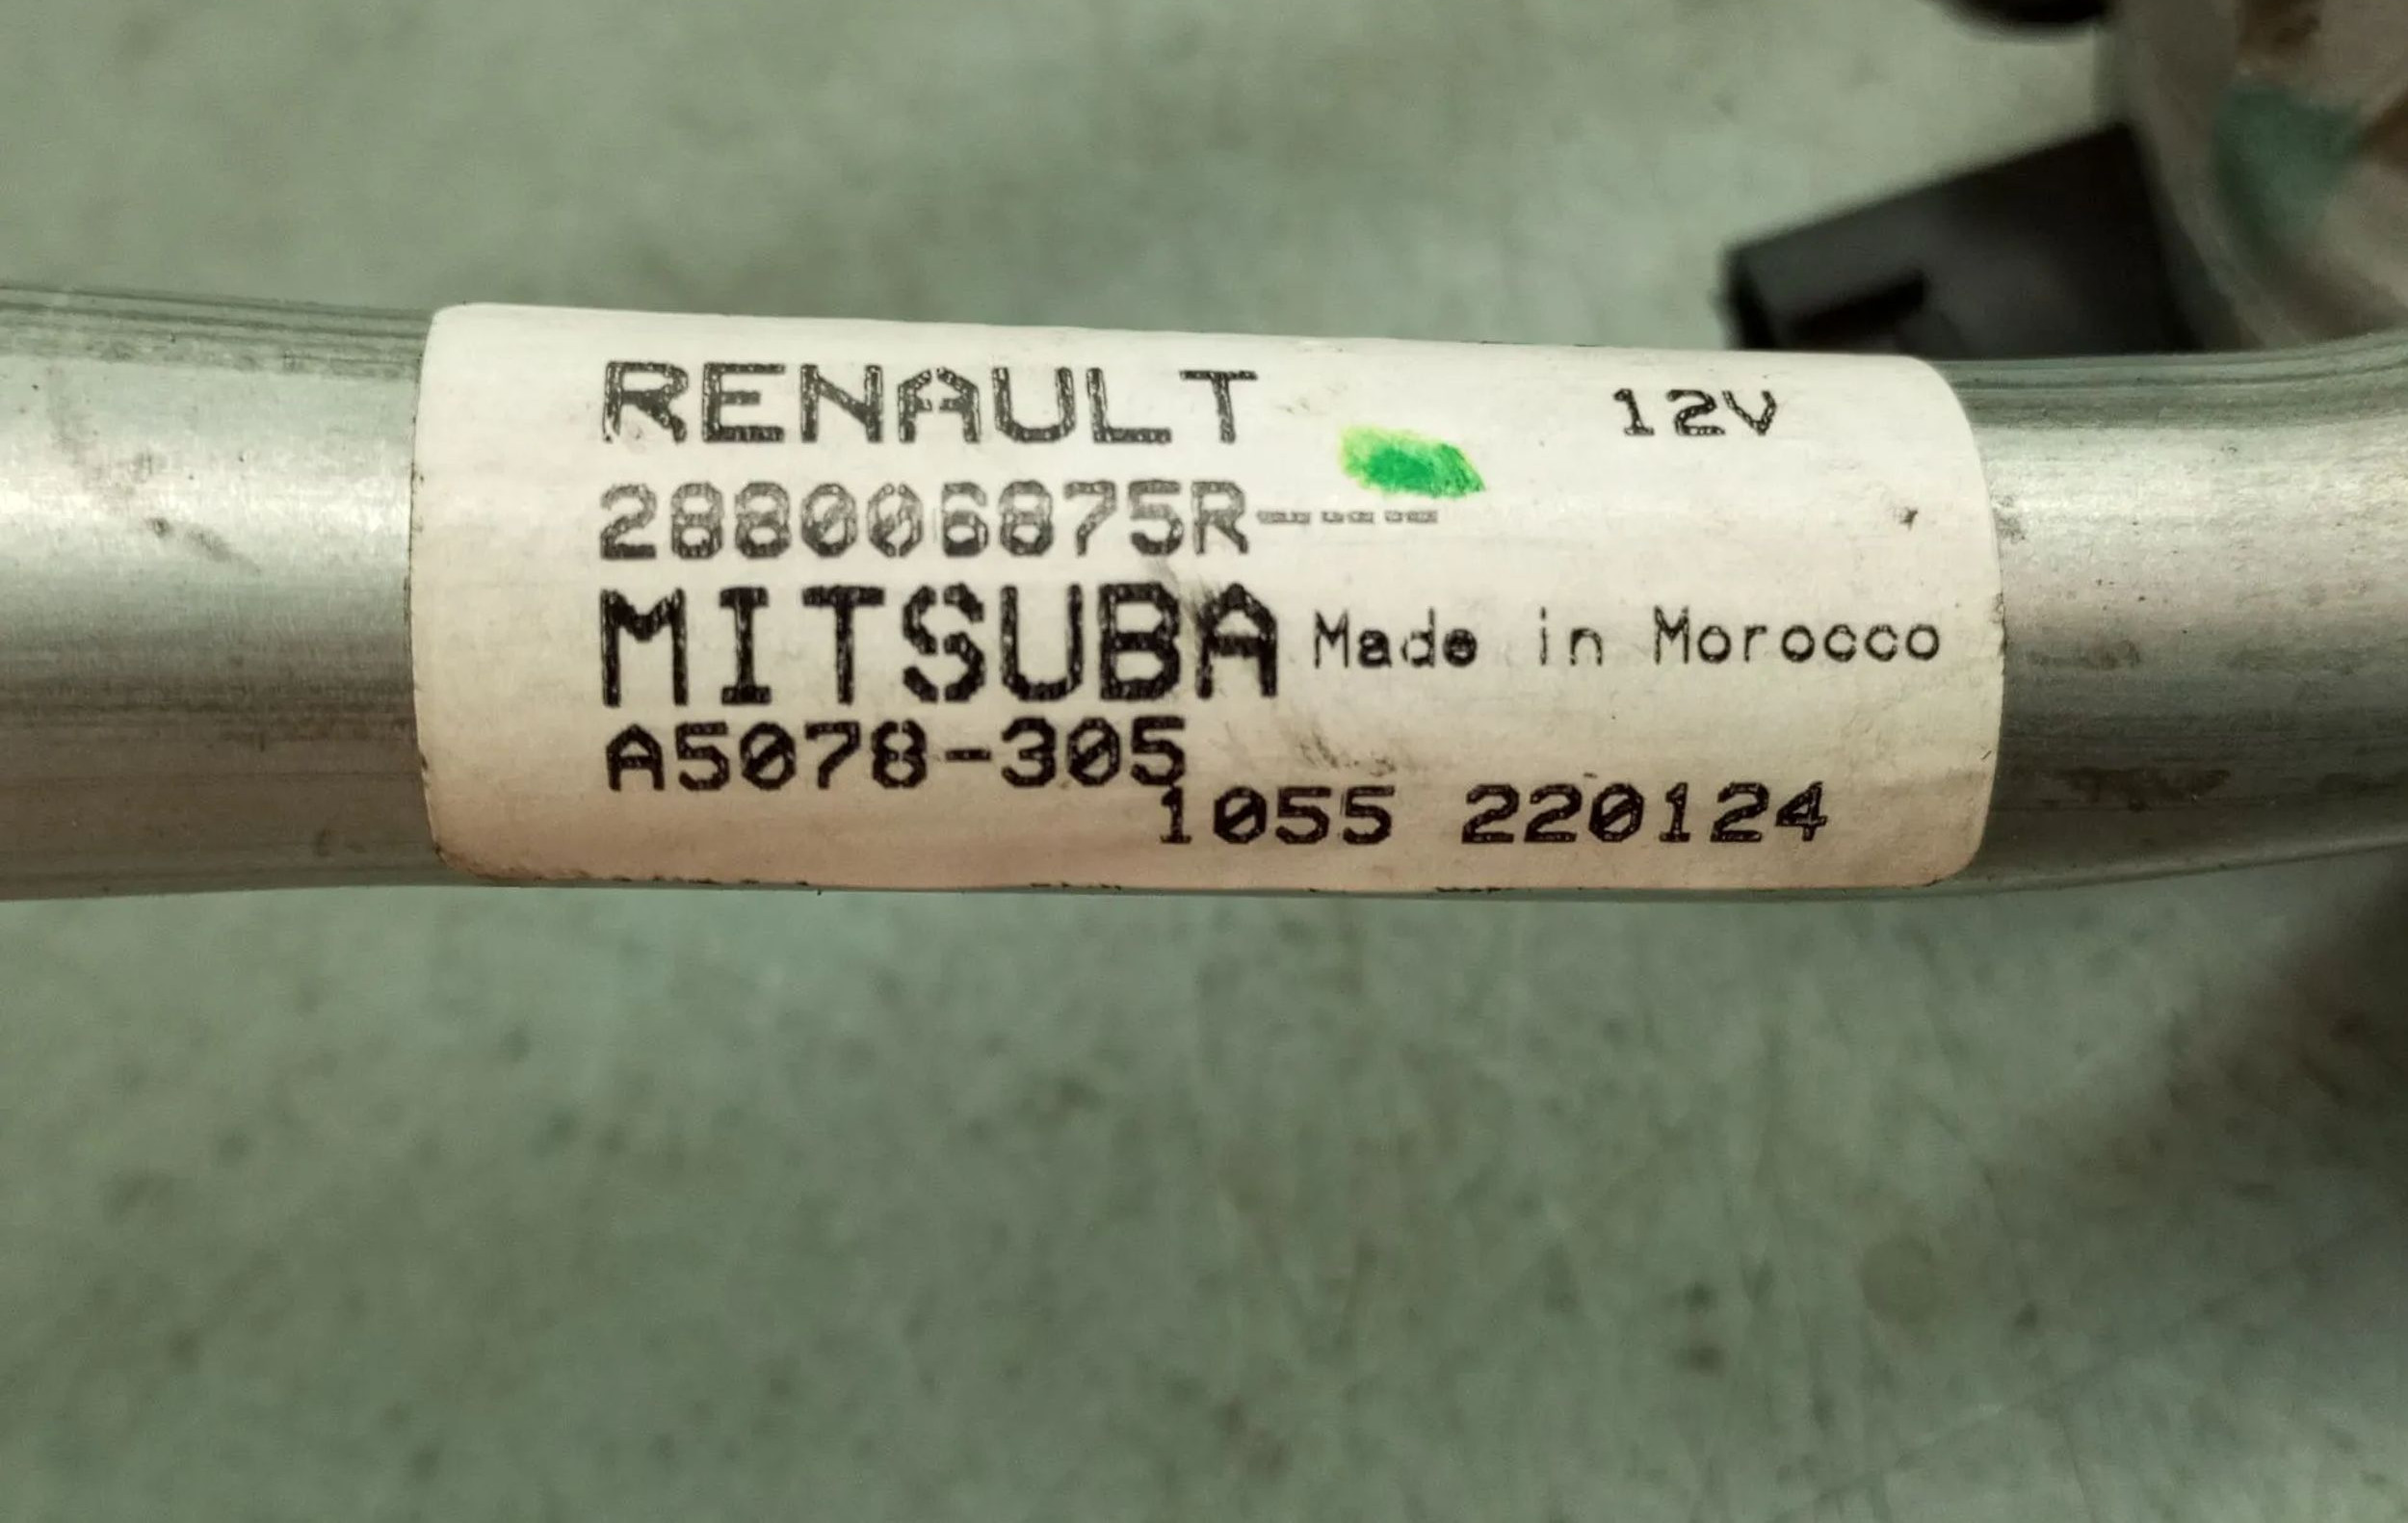 RENAULT 12V
288006875R----
MITSUBA Made in Morocco
A5078-305
1055 220124